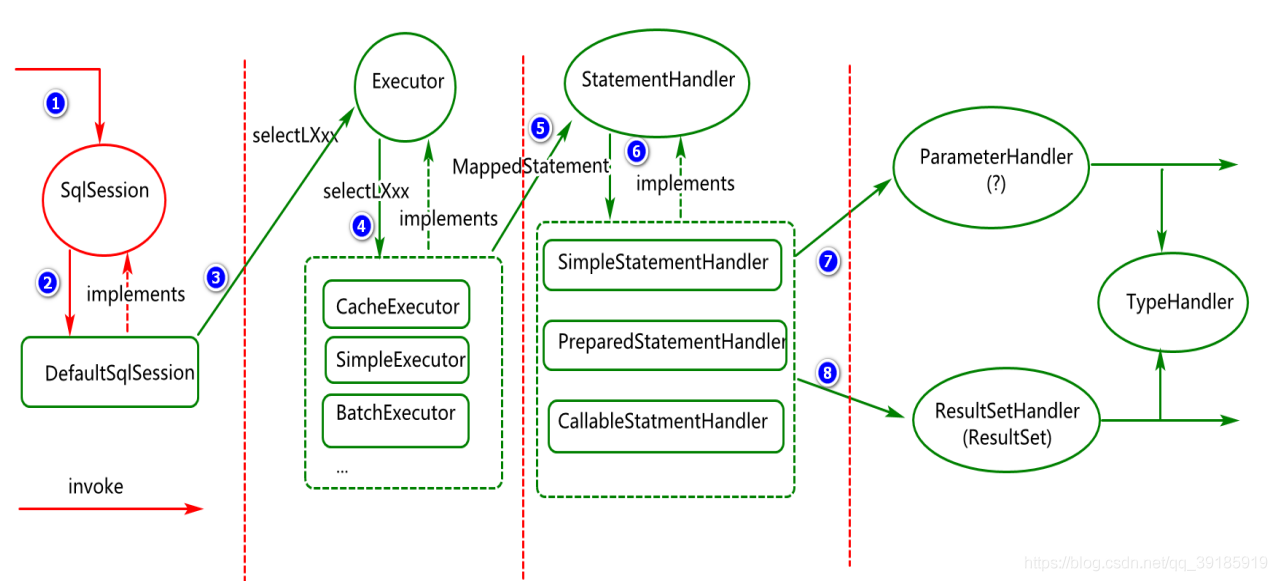 1
SqlSession
2
implements
DefaultSqlSession
invoke
3
selectLXxx
Executor
selectLXxx
4
implements
CacheExecutor
SimpleExecutor
BatchExecutor
...
5
MappedStatement
StatementHandler
6
implements
SimpleStatementHandler
PreparedStatementHandler
CallableStatmentHandler
7
8
ParameterHandler
(?)
TypeHandler
ResultSetHandler
(ResultSet)
https://blog.csdn.net/qq_39185919